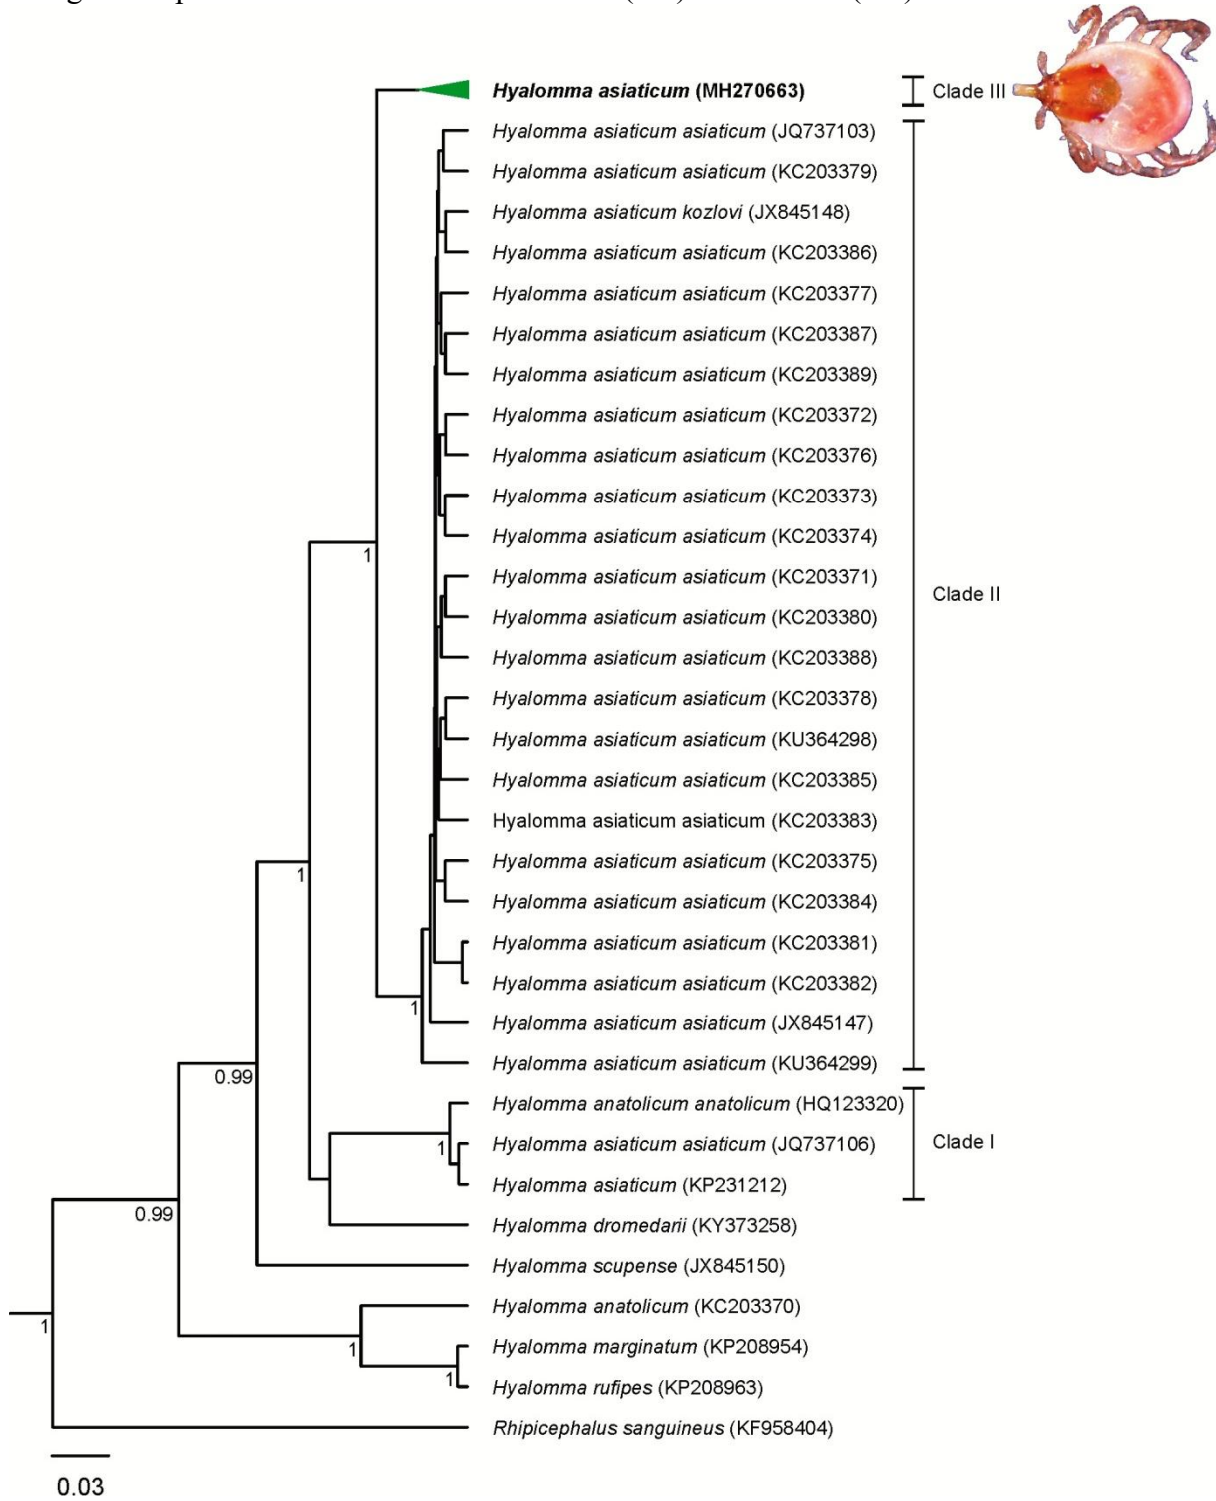 Hyalomma asiaticum (MH270663)
Clade III
Hyalomma asiaticum asiaticum (JQ737103)
Hyalomma asiaticum asiaticum (KC203379)
Hyalomma asiaticum kozlovi (JX845148)
Hyalomma asiaticum asiaticum (KC203386)
Hyalomma asiaticum asiaticum (KC203377)
Hyalomma asiaticum asiaticum (KC203387)
Hyalomma asiaticum asiaticum (KC203389)
Hyalomma asiaticum asiaticum (KC203372)
Hyalomma asiaticum asiaticum (KC203376)
Hyalomma asiaticum asiaticum (KC203373)
Hyalomma asiaticum asiaticum (KC203374)
1
Hyalomma asiaticum asiaticum (KC203371)
Clade II
Hyalomma asiaticum asiaticum (KC203380)
Hyalomma asiaticum asiaticum (KC203388)
Hyalomma asiaticum asiaticum (KC203378)
Hyalomma asiaticum asiaticum (KU364298)
Hyalomma asiaticum asiaticum (KC203385)
Hyalomma asiaticum asiaticum (KC203383)
Hyalomma asiaticum asiaticum (KC203375)
1
Hyalomma asiaticum asiaticum (KC203384)
Hyalomma asiaticum asiaticum (KC203381)
Hyalomma asiaticum asiaticum (KC203382)
1
Hyalomma asiaticum asiaticum (JX845147)
Hyalomma asiaticum asiaticum (KU364299)
0.99
Hyalomma anatolicum anatolicum (HQ123320)
1
Hyalomma asiaticum asiaticum (JQ737106)
Clade I
Hyalomma asiaticum (KP231212)
0.99
Hyalomma dromedarii (KY373258)
Hyalomma scupense (JX845150)
Hyalomma anatolicum (KC203370)
1
1
Hyalomma marginatum (KP208954)
1
Hyalomma rufipes (KP208963)
Rhipicephalus sanguineus (KF958404)
0.03